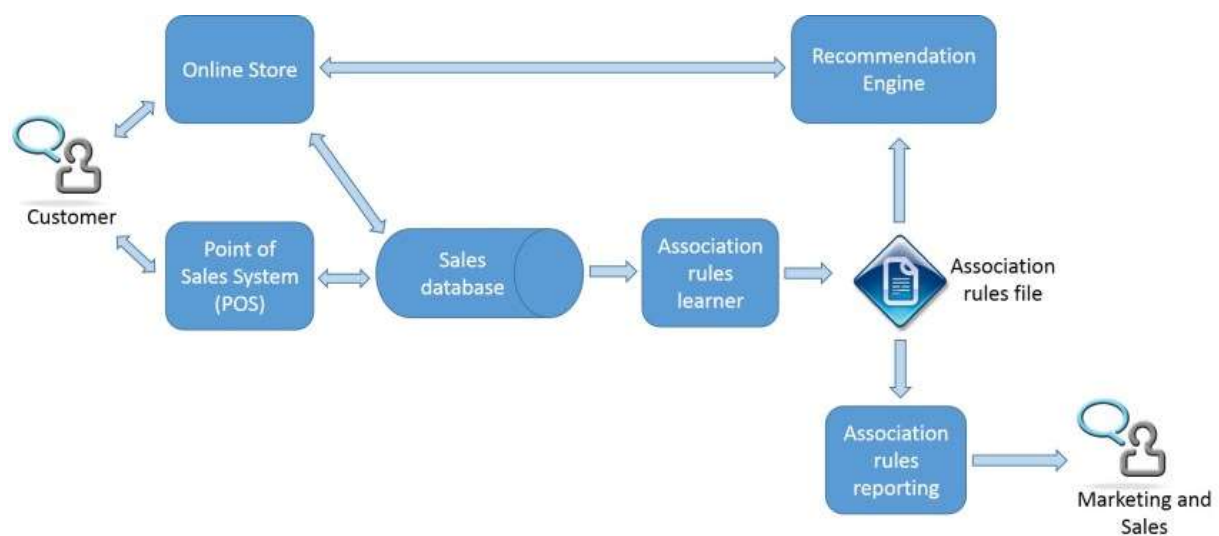 Online Store
Recommendation
Engine
Customer
Point of
Sales System
(POS)
Sales
database
Association
rules
learner
Association
rules file
Association
rules
reporting
Marketing and
Sales